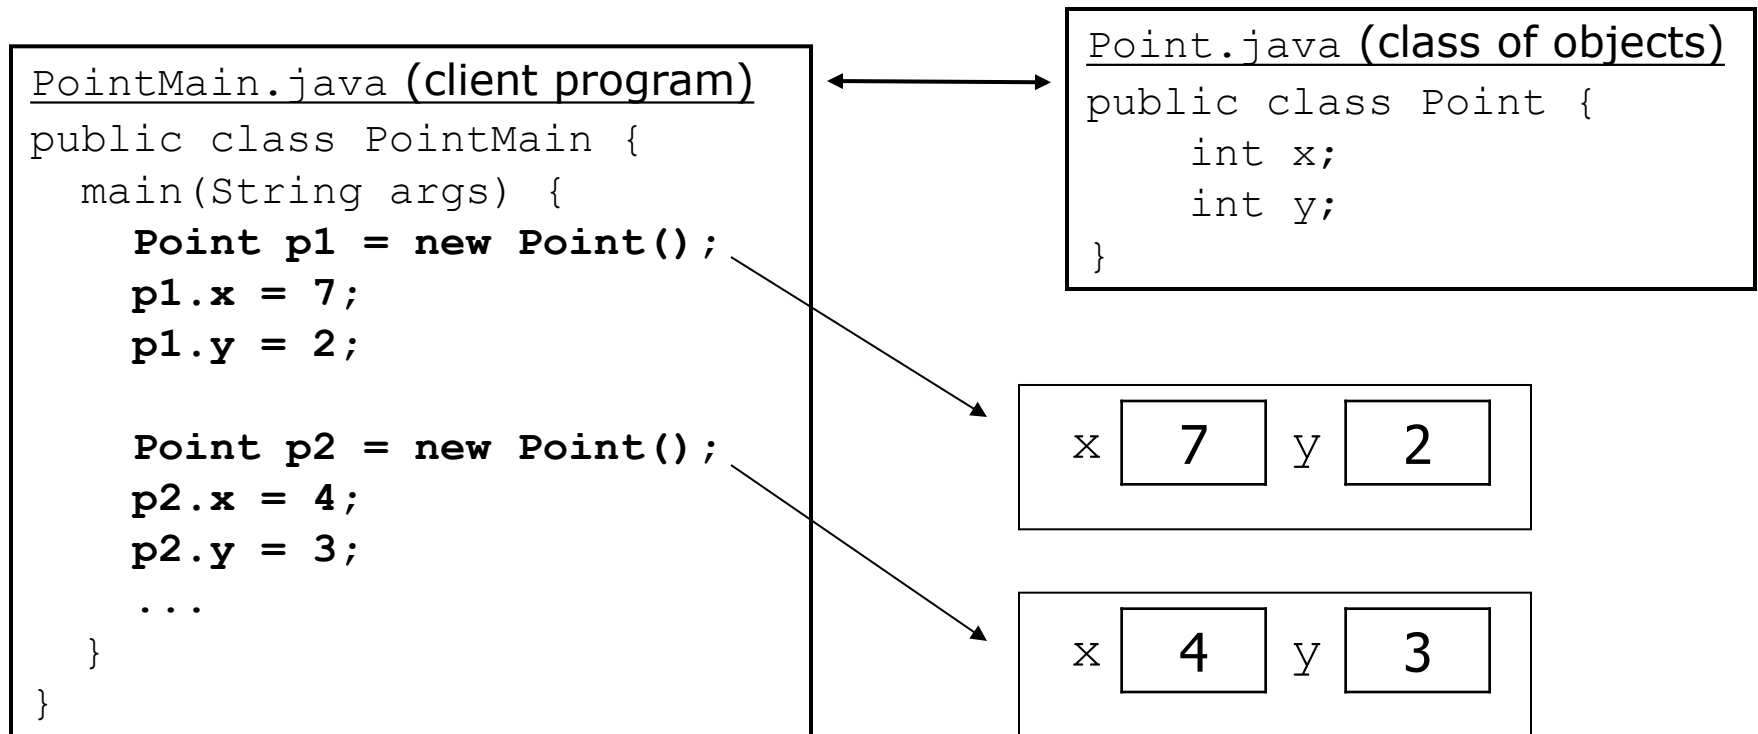 PointMain.java (client program)
public class PointMain {
main(String args) {
Point p1 = new Point();
p1.x = 7;
p1.y = 2;
Point p2 = new Point();
p2.x = 4;
p2.y = 3;
...
}
}
Point.java (class of objects)
public class Point {
int x;
int y;
}
x 7 y 2
x 4 y 3